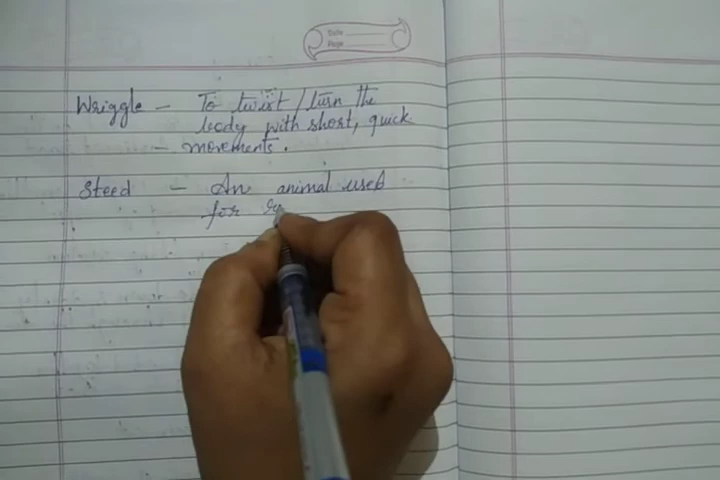 Date
Page
Wriggle - To twist / turn the
body with short, quick
- movements.
Steed - An animal used
for